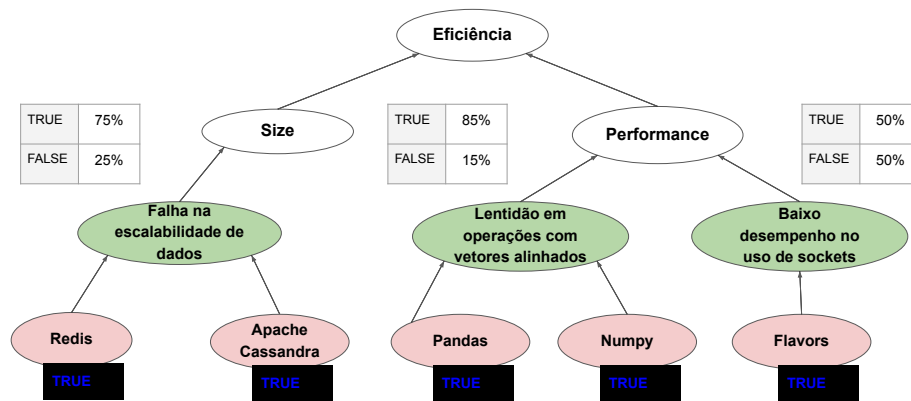 Eficiência
TRUE 75%
FALSE 25%
Size
TRUE 85%
FALSE 15%
Performance
TRUE 50%
FALSE 50%
Falha na
escalabilidade de
dados
Lentidão em
operações com
vetores alinhados
Baixo
desempenho no
uso de sockets
Redis
Apache
Cassandra
Pandas
Numpy
Flavors
TRUE
TRUE
TRUE
TRUE
TRUE